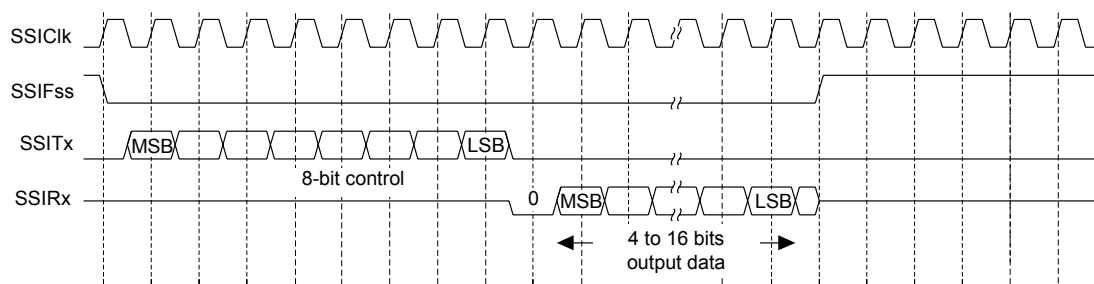 SSIClk
SSIFss
SSITx
MSB
LSB
8-bit control
SSIRx
0
MSB
LSB
4 to 16 bits
output data